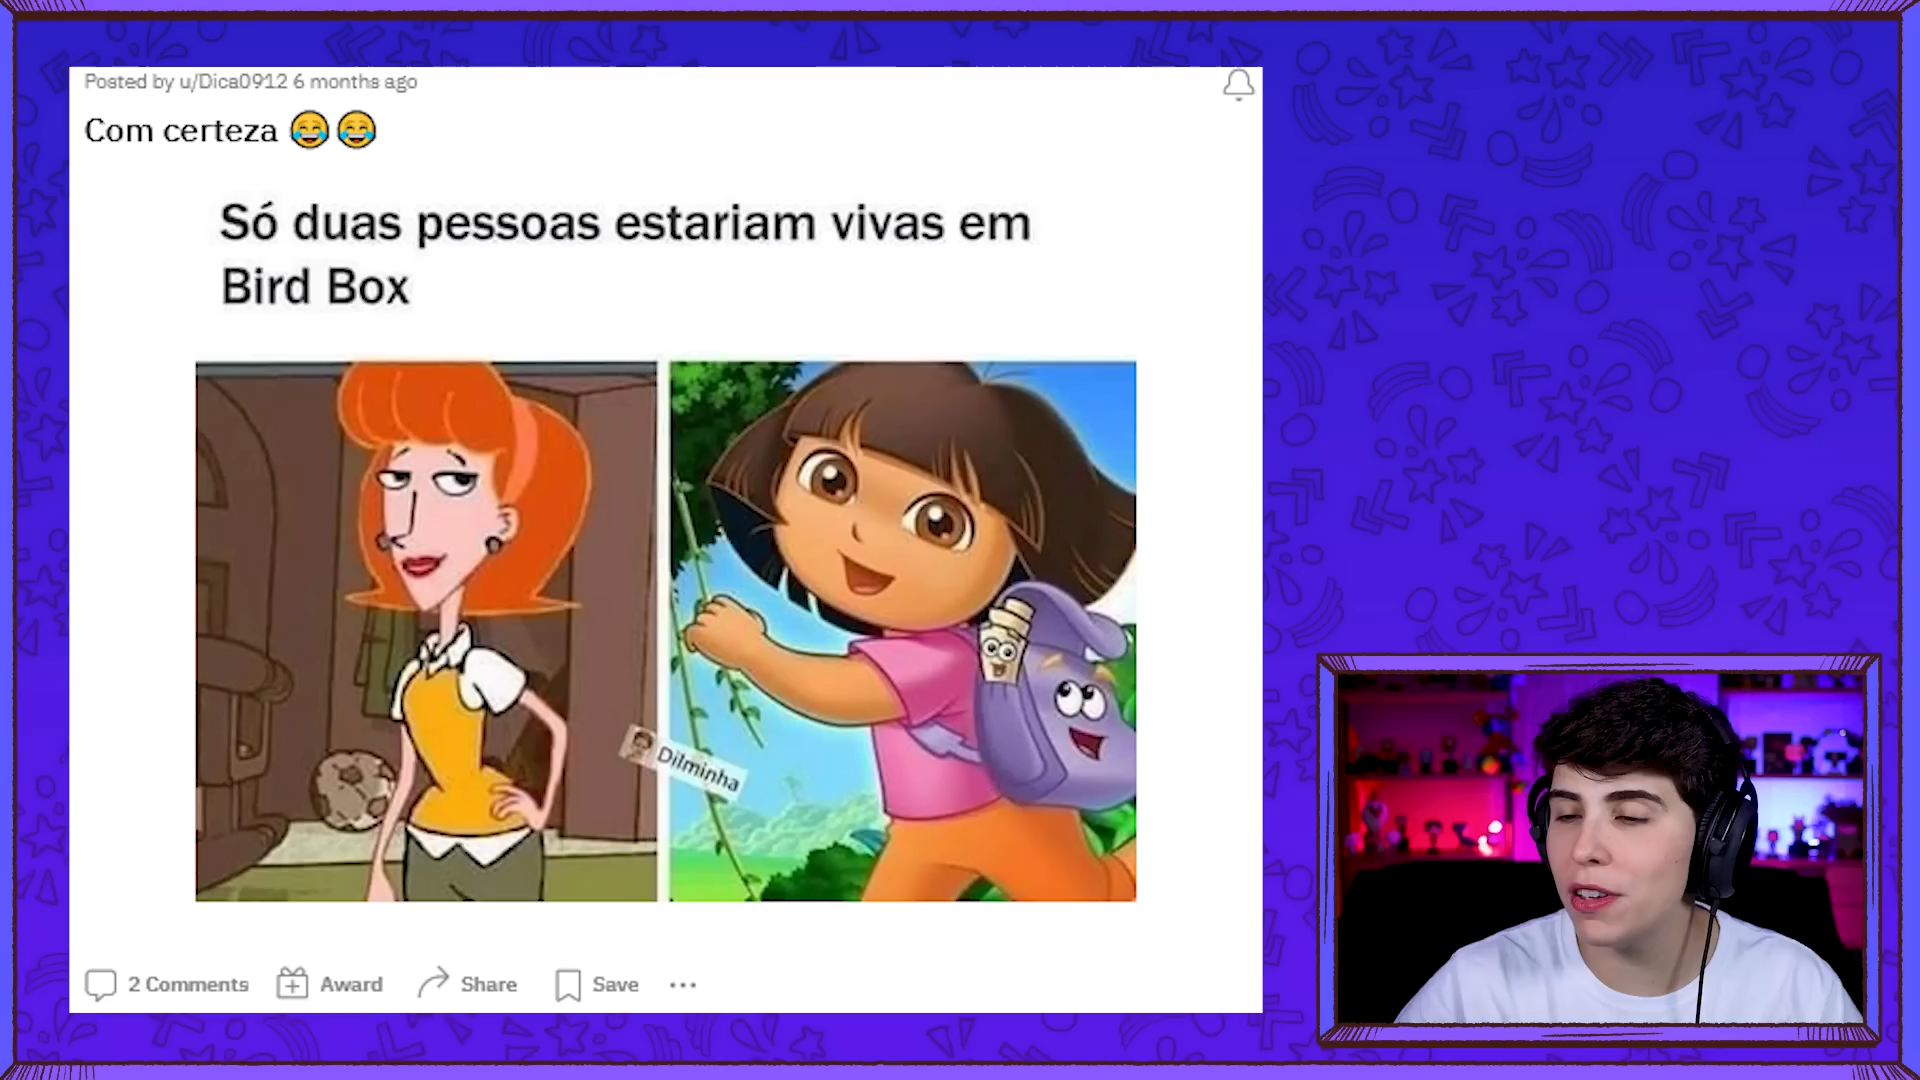 Posted by u/Dica0912 6 months ago
Com certeza 😂😂
Só duas pessoas estariam vivas em
Bird Box
Dilminha
2 Comments Award Share Save ...